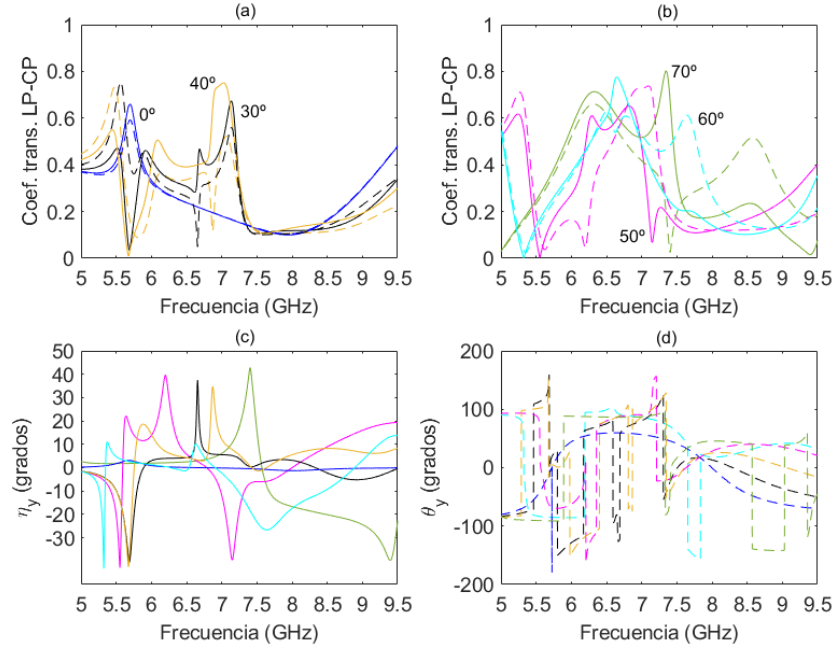 (a)
Coef. trans. LP-CP
1
0.8
0.6
0.4
0.2
0
40º
0º
30º
5 5.5 6 6.5 7 7.5 8 8.5 9 9.5
Frecuencia (GHz)
(b)
Coef. trans. LP-CP
1
0.8
0.6
0.4
0.2
0
70º
60º
50º
5 5.5 6 6.5 7 7.5 8 8.5 9 9.5
Frecuencia (GHz)
(c)
η_y (grados)
50
40
30
20
10
0
-10
-20
-30
5 5.5 6 6.5 7 7.5 8 8.5 9 9.5
Frecuencia (GHz)
(d)
θ_y (grados)
200
100
0
-100
-200
5 5.5 6 6.5 7 7.5 8 8.5 9 9.5
Frecuencia (GHz)